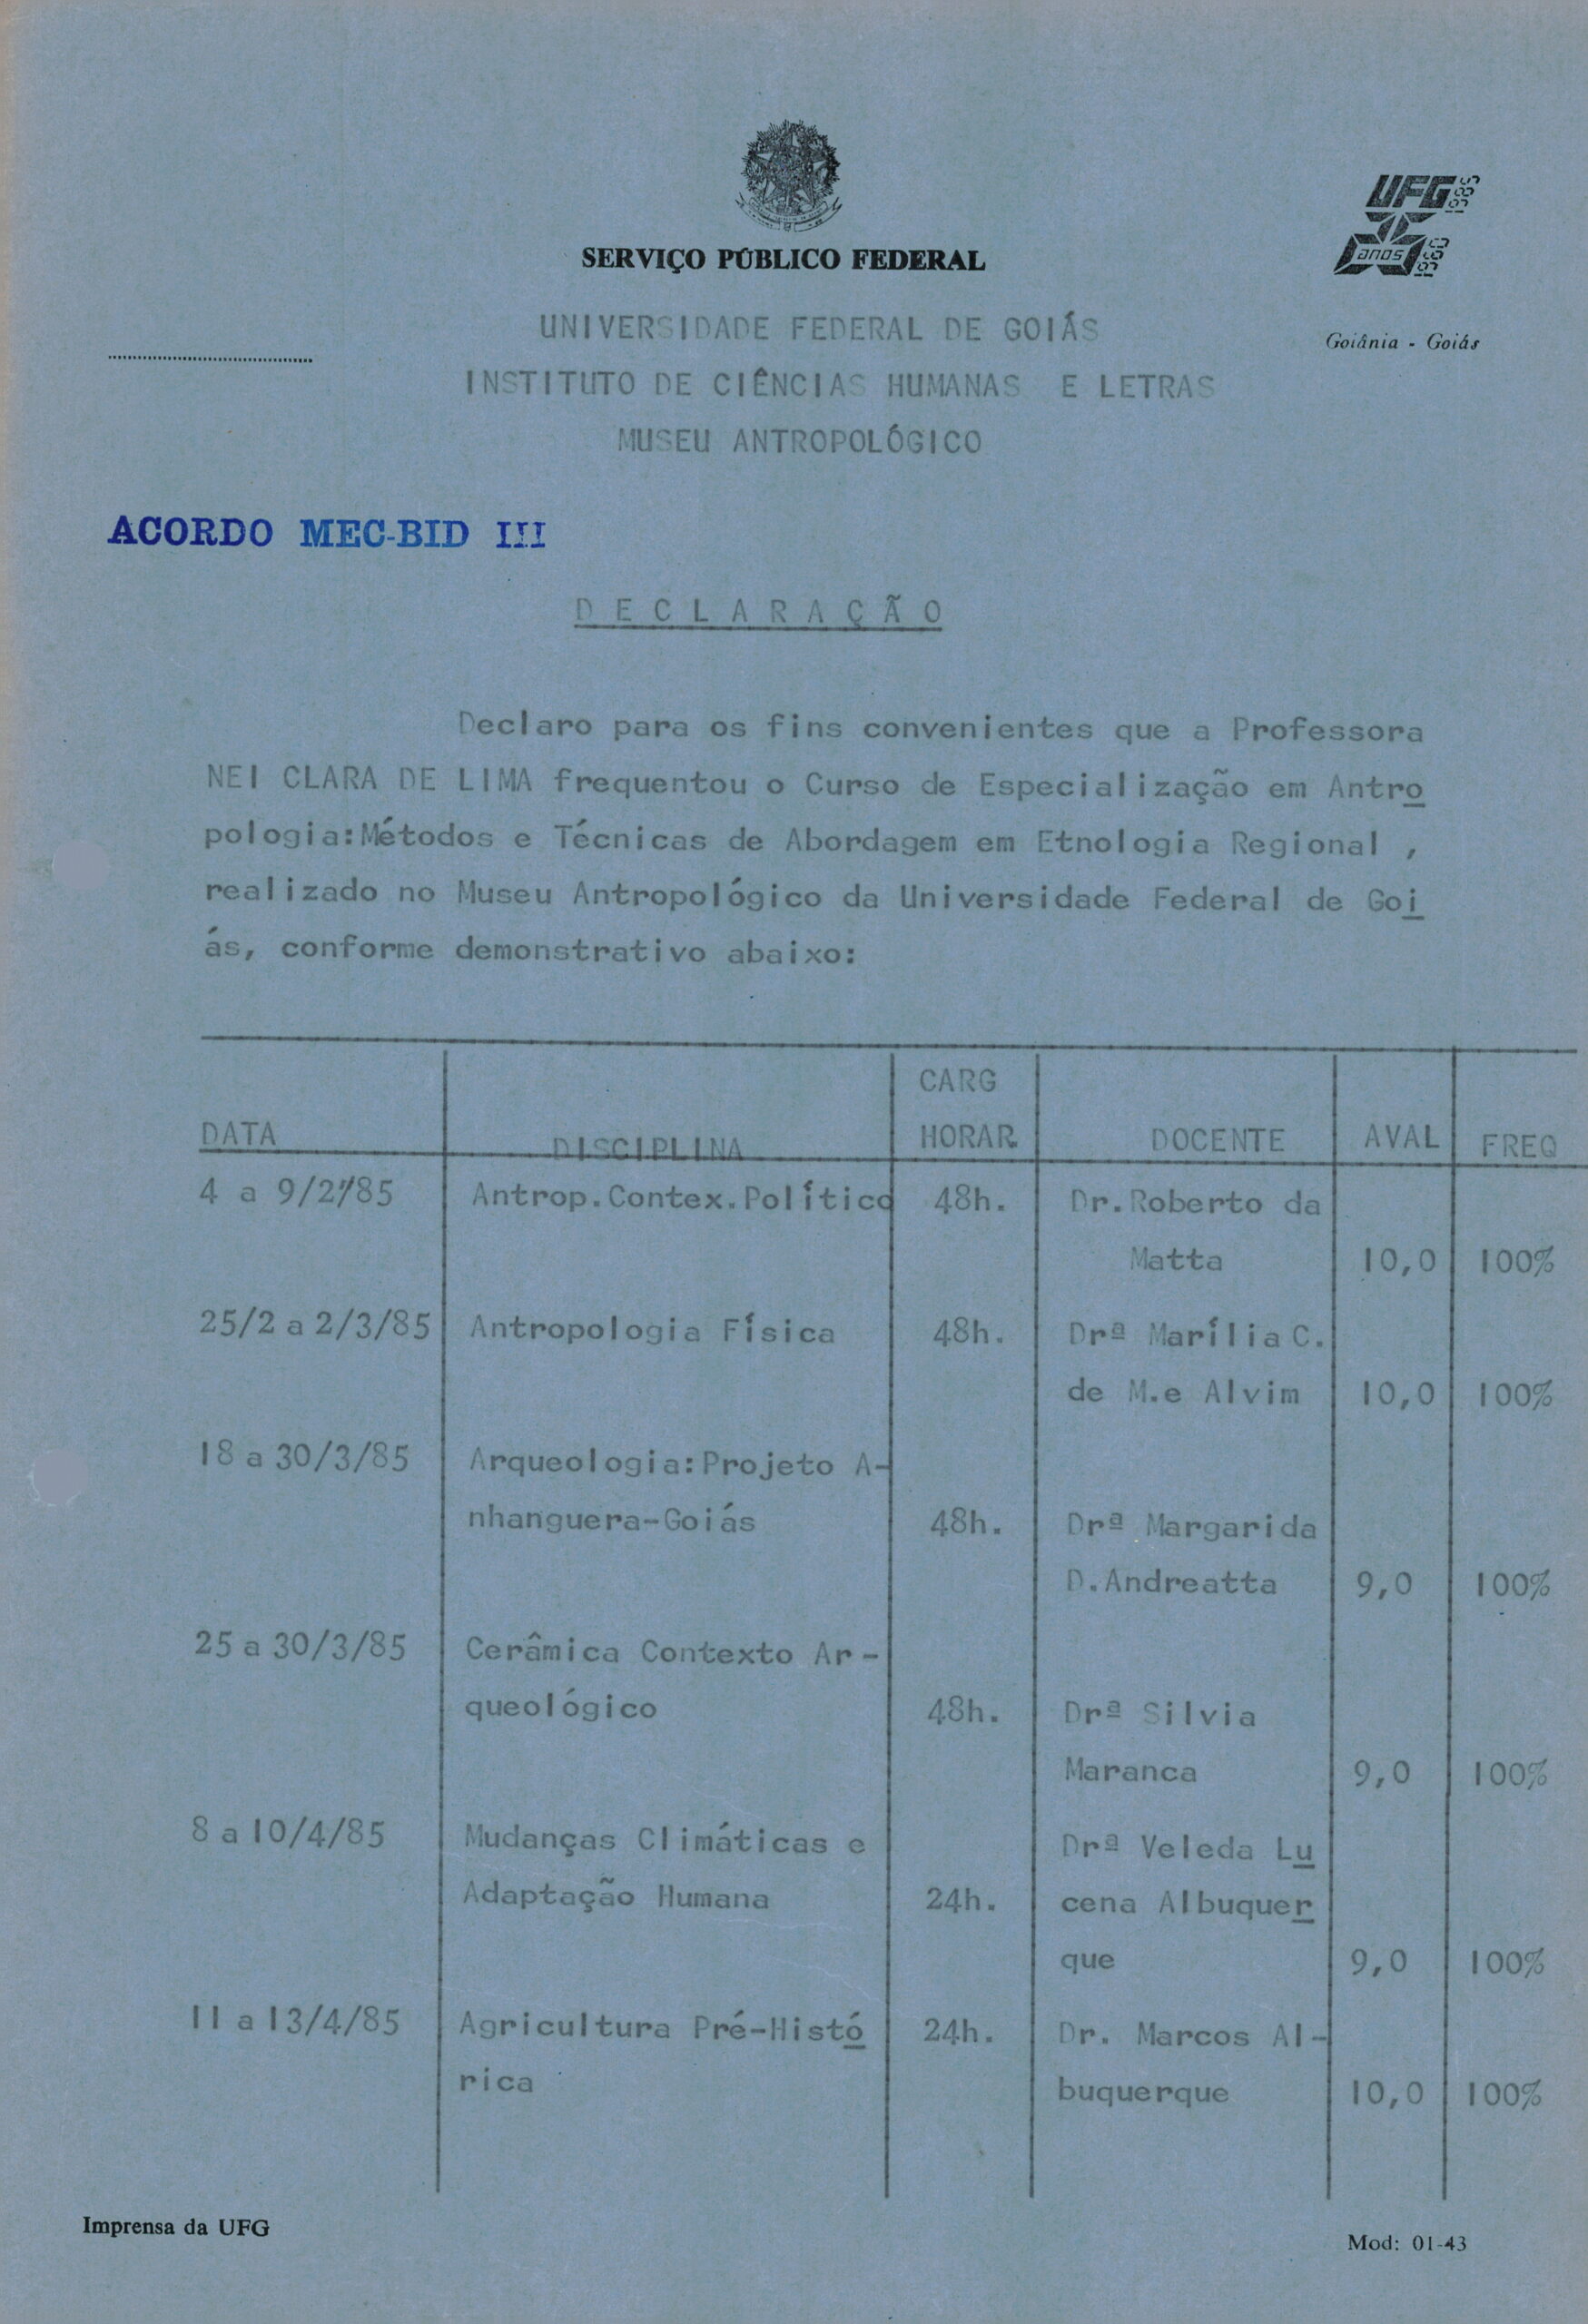 UFG
1985
anos
1960
SERVIÇO PÚBLICO FEDERAL
Goiânia - Goiás
UNIVERSIDADE FEDERAL DE GOIÁS
INSTITUTO DE CIÊNCIAS HUMANAS E LETRAS
MUSEU ANTROPOLÓGICO
ACORDO MEC-BID III
DECLARAÇÃO
Declaro para os fins convenientes que a Professora
NEI CLARA DE LIMA frequentou o Curso de Especialização em Antro
pologia:Métodos e Técnicas de Abordagem em Etnologia Regional ,
realizado no Museu Antropológico da Universidade Federal de Goi
ás, conforme demonstrativo abaixo:
CARG
DATA DISCIPLINA HORAR. DOCENTE AVAL FREQ
4 a 9/2/85 Antrop.Contex.Político 48h. Dr.Roberto da
Matta 10,0 100%
25/2 a 2/3/85 Antropologia Física 48h. Drª Marília C.
de M.e Alvim 10,0 100%
18 a 30/3/85 Arqueologia:Projeto A-
nhanguera-Goiás 48h. Drª Margarida
D.Andreatta 9,0 100%
25 a 30/3/85 Cerâmica Contexto Ar-
queológico 48h. Drª Silvia
Maranca 9,0 100%
8 a 10/4/85 Mudanças Climáticas e Drª Veleda Lu
Adaptação Humana 24h. cena Albuquer
que 9,0 100%
11 a 13/4/85 Agricultura Pré-Histó 24h. Dr. Marcos Al-
rica buquerque 10,0 100%
Imprensa da UFG
Mod: 01-43